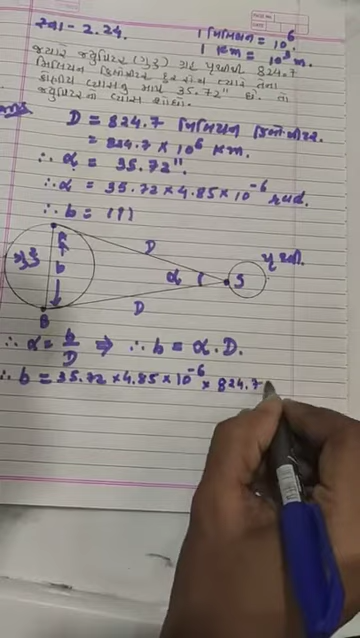 સ્વા-2.24.
1 મિલિયન = 10⁶
1 km = 10³ m.
જ્યારે જ્યુપિટર (ગુરુ) ગ્રહ પૃથ્વીથી 824.7
મિલિયન કિલોમીટર દૂર હોય ત્યારે તેના
કોણીય વ્યાસનું માપ 35.72" છે. તો
જ્યુપિટરનો વ્યાસ શોધો.
D = 824.7 મિલિયન કિલોમીટર.
= 824.7 × 10⁶ km.
∴ α = 35.72".
∴ α = 35.72 × 4.85 × 10⁻⁶ rad.
∴ b = (?)
A
D
ગુરુ
b
α
S
પૃથ્વી.
D
B
∴ α = b/D ⇒ ∴ b = α.D.
∴ b = 35.72 × 4.85 × 10⁻⁶ × 824.7